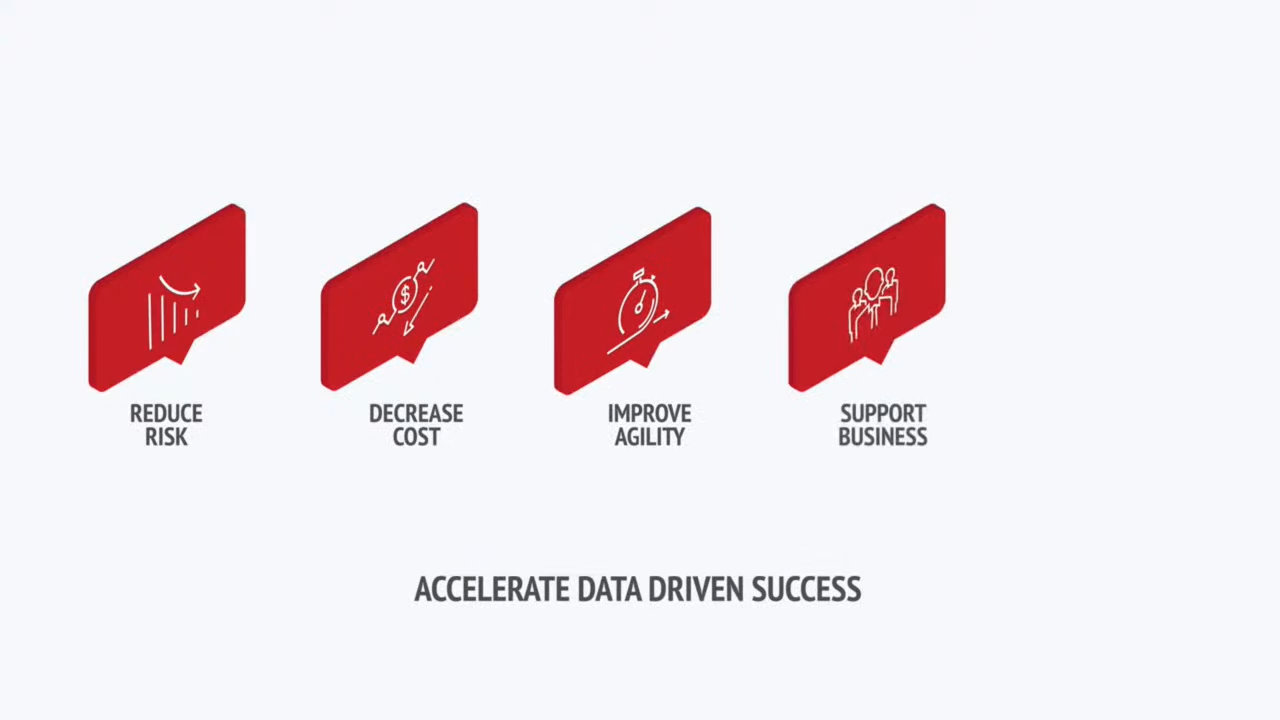 $
REDUCE
RISK
DECREASE
COST
IMPROVE
AGILITY
SUPPORT
BUSINESS
ACCELERATE DATA DRIVEN SUCCESS